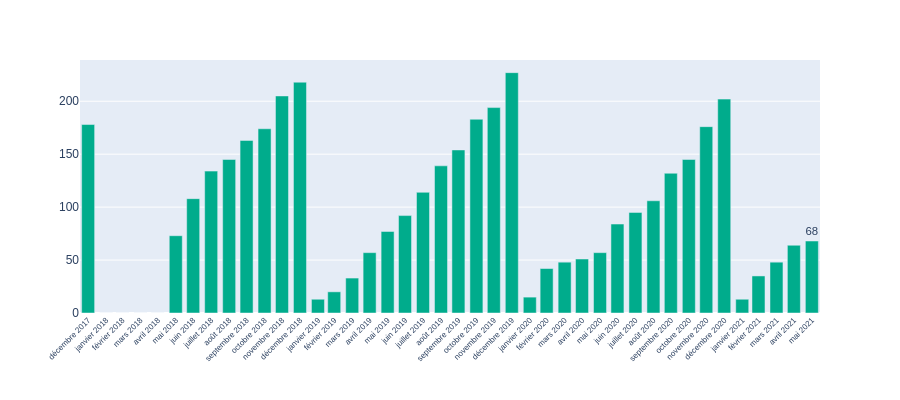 200
150
100
50
0
68
décembre 2017
janvier 2018
février 2018
mars 2018
avril 2018
mai 2018
juin 2018
juillet 2018
août 2018
septembre 2018
octobre 2018
novembre 2018
décembre 2018
janvier 2019
février 2019
mars 2019
avril 2019
mai 2019
juin 2019
juillet 2019
août 2019
septembre 2019
octobre 2019
novembre 2019
décembre 2019
janvier 2020
février 2020
mars 2020
avril 2020
mai 2020
juin 2020
juillet 2020
août 2020
septembre 2020
octobre 2020
novembre 2020
décembre 2020
janvier 2021
février 2021
mars 2021
avril 2021
mai 2021